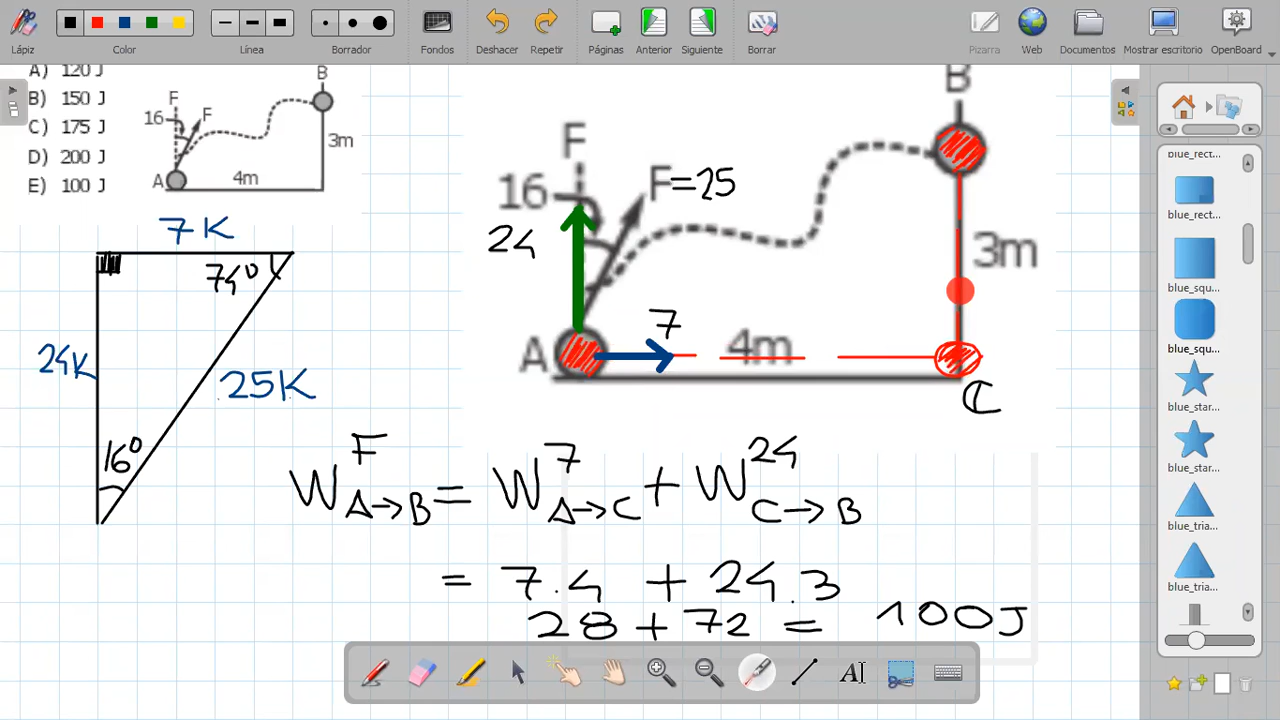 Lápiz
Color
Línea
Borrador
Fondos
Deshacer
Repetir
Páginas
Anterior
Siguiente
Borrar
Pizarra
Web
Documentos
Mostrar escritorio
OpenBoard
A) 120 J
B) 150 J
C) 175 J
D) 200 J
E) 100 J
F
16
F
B
3m
A
4m
7K
74°
24K
25K
16°
B
F
16
F=25
24
3m
7
A
4m
C
W F A→B = W 7 A→C + W 24 C→B
= 7.4 + 24.3
28 + 72 = 100J
blue_rect...
blue_squ...
blue_squ...
blue_star...
blue_star...
blue_tria...
blue_tria...